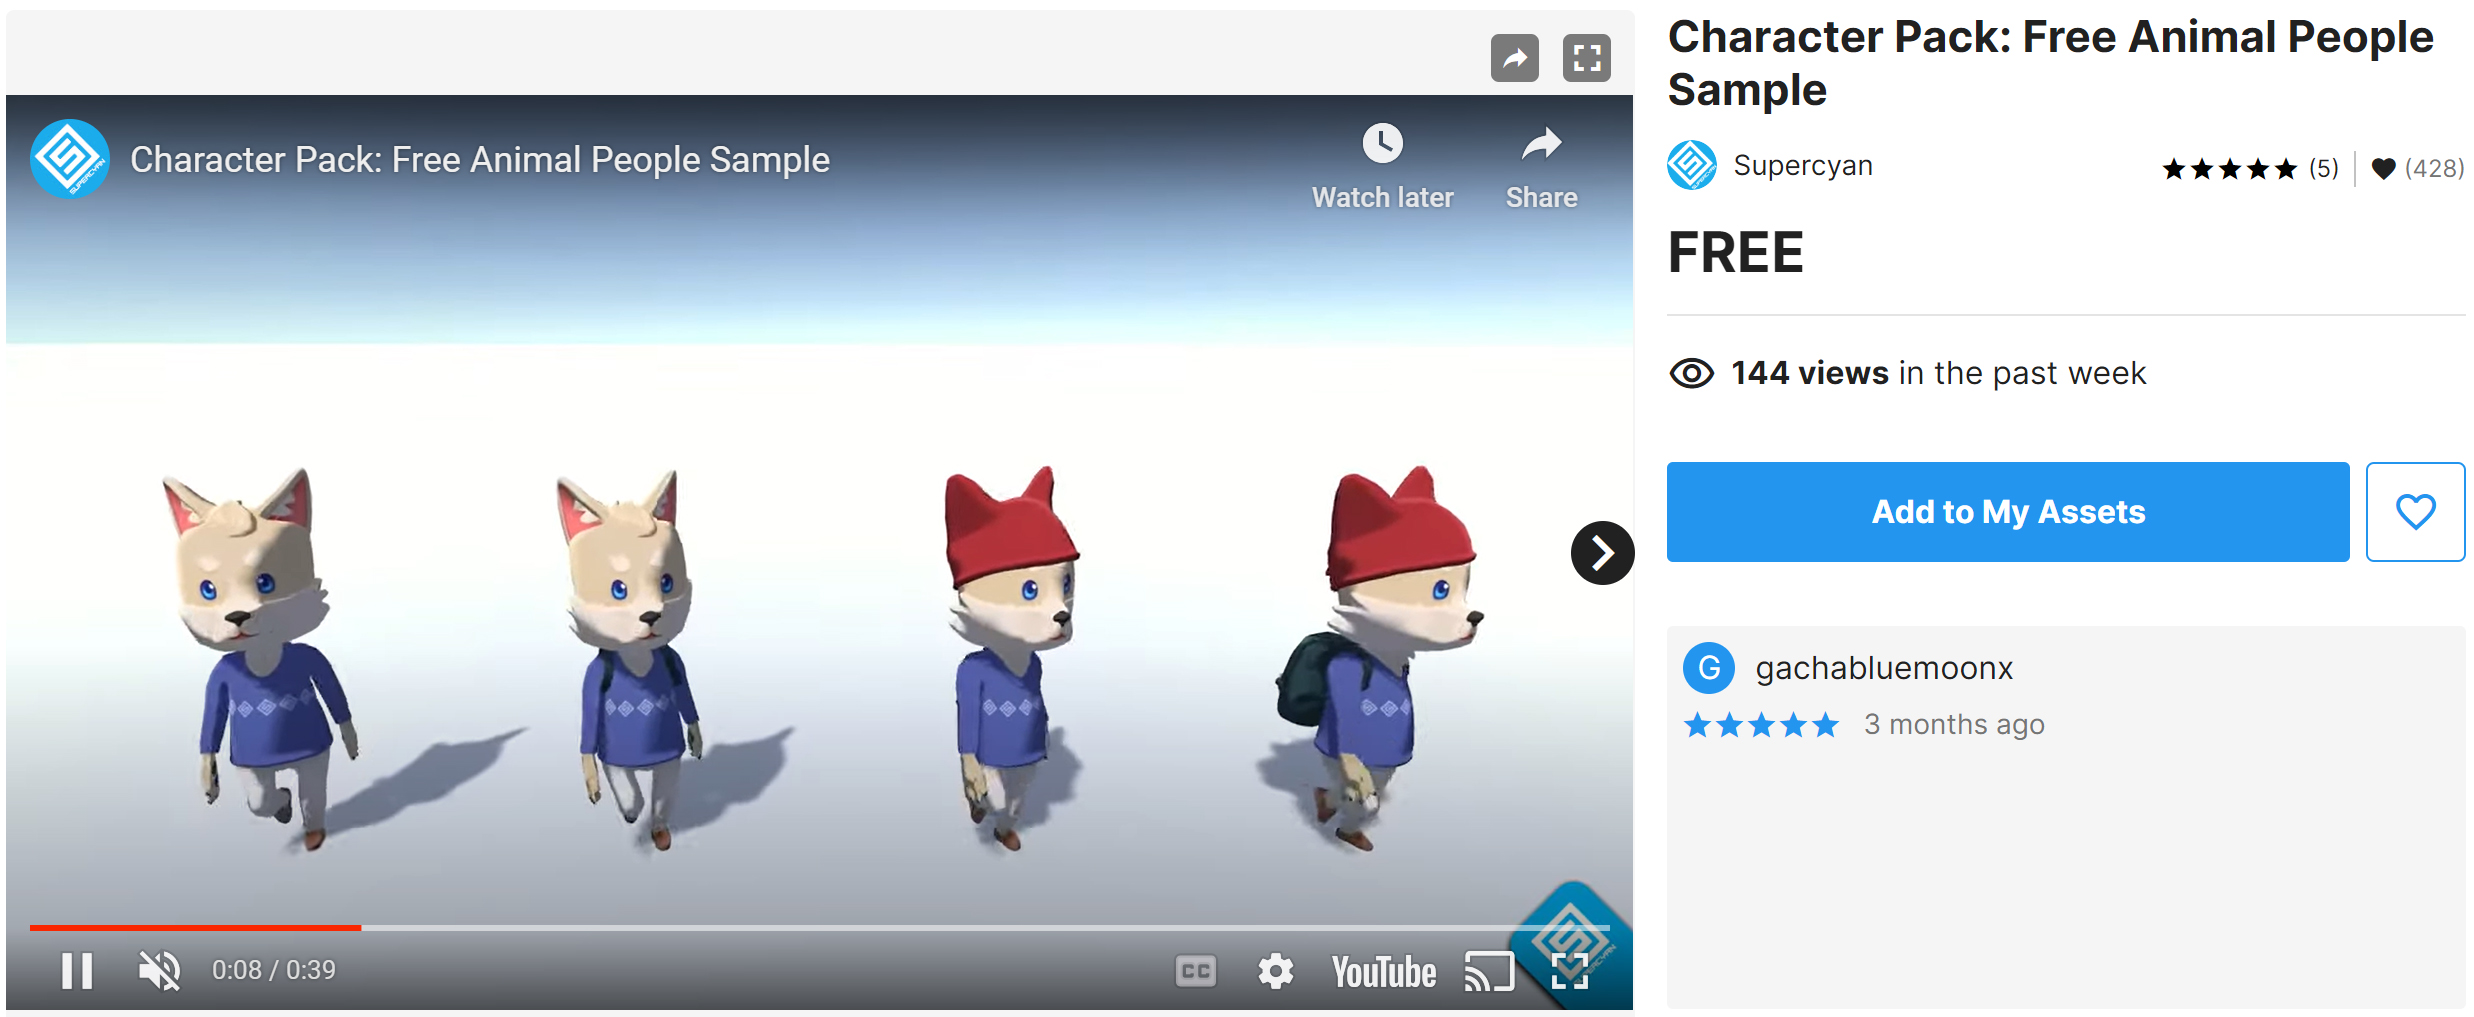 Character Pack: Free Animal People Sample
Watch later
Share
0:08 / 0:39
CC
YouTube
SUPERCYAN
Character Pack: Free Animal People
Sample
Supercyan
(5)
(428)
FREE
144 views in the past week
Add to My Assets
G
gachabluemoonx
3 months ago